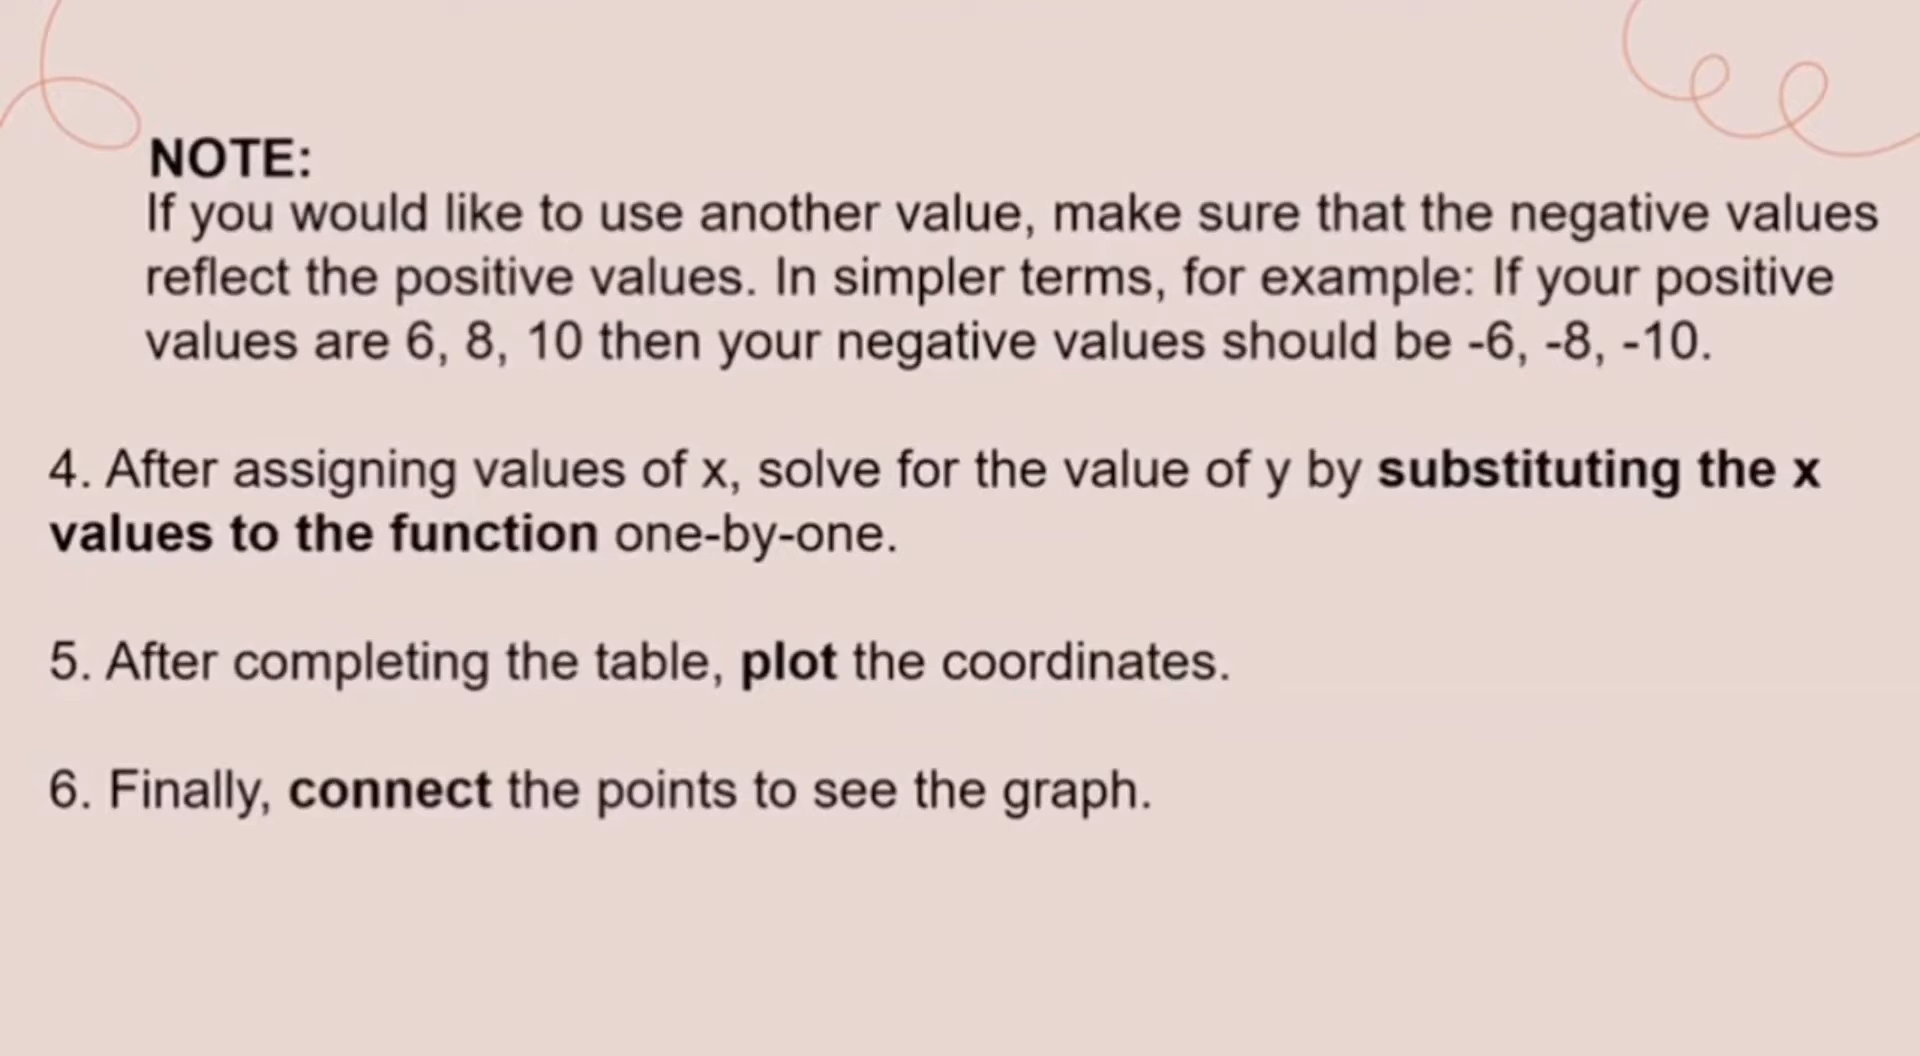 NOTE:
If you would like to use another value, make sure that the negative values
reflect the positive values. In simpler terms, for example: If your positive
values are 6, 8, 10 then your negative values should be -6, -8, -10.
4. After assigning values of x, solve for the value of y by substituting the x
values to the function one-by-one.
5. After completing the table, plot the coordinates.
6. Finally, connect the points to see the graph.